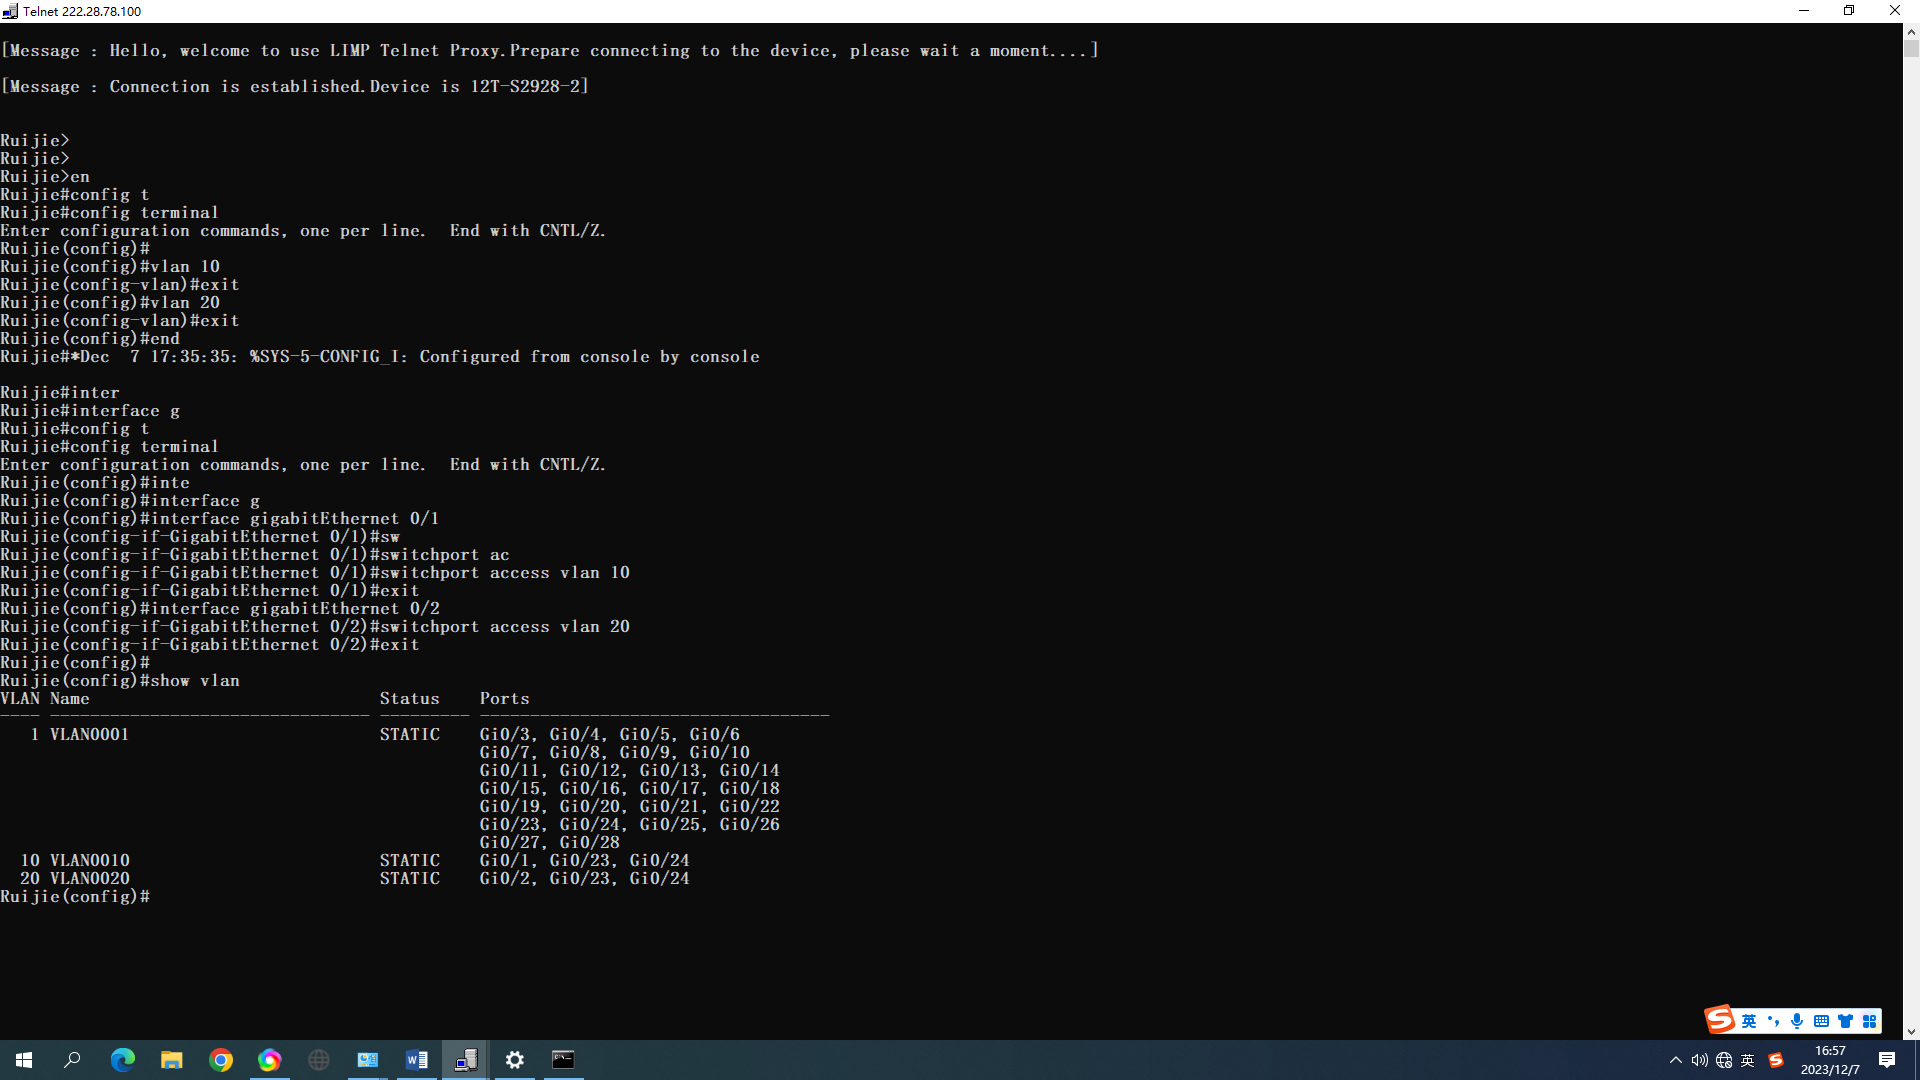 Telnet 222.28.78.100
[Message : Hello, welcome to use LIMP Telnet Proxy.Prepare connecting to the device, please wait a moment....]
[Message : Connection is established.Device is 12T-S2928-2]
Ruijie>
Ruijie>
Ruijie>en
Ruijie#config t
Ruijie#config terminal
Enter configuration commands, one per line.  End with CNTL/Z.
Ruijie(config)#
Ruijie(config)#vlan 10
Ruijie(config-vlan)#exit
Ruijie(config)#vlan 20
Ruijie(config-vlan)#exit
Ruijie(config)#end
Ruijie#*Dec  7 17:35:35: %SYS-5-CONFIG_I: Configured from console by console
Ruijie#inter
Ruijie#interface g
Ruijie#config t
Ruijie#config terminal
Enter configuration commands, one per line.  End with CNTL/Z.
Ruijie(config)#inte
Ruijie(config)#interface g
Ruijie(config)#interface gigabitEthernet 0/1
Ruijie(config-if-GigabitEthernet 0/1)#sw
Ruijie(config-if-GigabitEthernet 0/1)#switchport ac
Ruijie(config-if-GigabitEthernet 0/1)#switchport access vlan 10
Ruijie(config-if-GigabitEthernet 0/1)#exit
Ruijie(config)#interface gigabitEthernet 0/2
Ruijie(config-if-GigabitEthernet 0/2)#switchport access vlan 20
Ruijie(config-if-GigabitEthernet 0/2)#exit
Ruijie(config)#
Ruijie(config)#show vlan
VLAN Name                             Status    Ports
---- -------------------------------- --------- -----------------------------------
   1 VLAN0001                         STATIC    Gi0/3, Gi0/4, Gi0/5, Gi0/6
                                                Gi0/7, Gi0/8, Gi0/9, Gi0/10
                                                Gi0/11, Gi0/12, Gi0/13, Gi0/14
                                                Gi0/15, Gi0/16, Gi0/17, Gi0/18
                                                Gi0/19, Gi0/20, Gi0/21, Gi0/22
                                                Gi0/23, Gi0/24, Gi0/25, Gi0/26
                                                Gi0/27, Gi0/28
  10 VLAN0010                         STATIC    Gi0/1, Gi0/23, Gi0/24
  20 VLAN0020                         STATIC    Gi0/2, Gi0/23, Gi0/24
Ruijie(config)#
英
英
16:57
2023/12/7